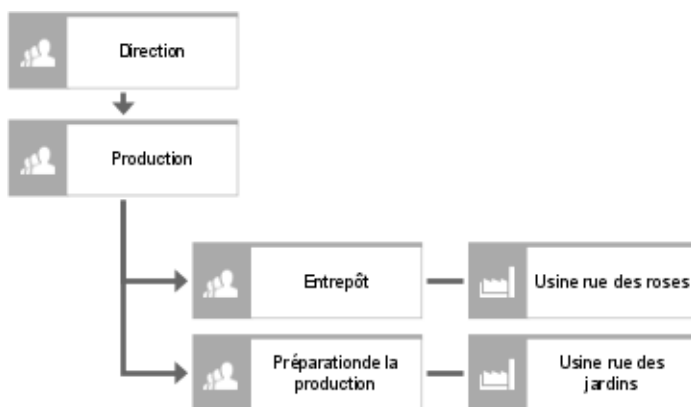 Direction
Production
Entrepôt
Usine rue des roses
Préparationde la
production
Usine rue des
jardins